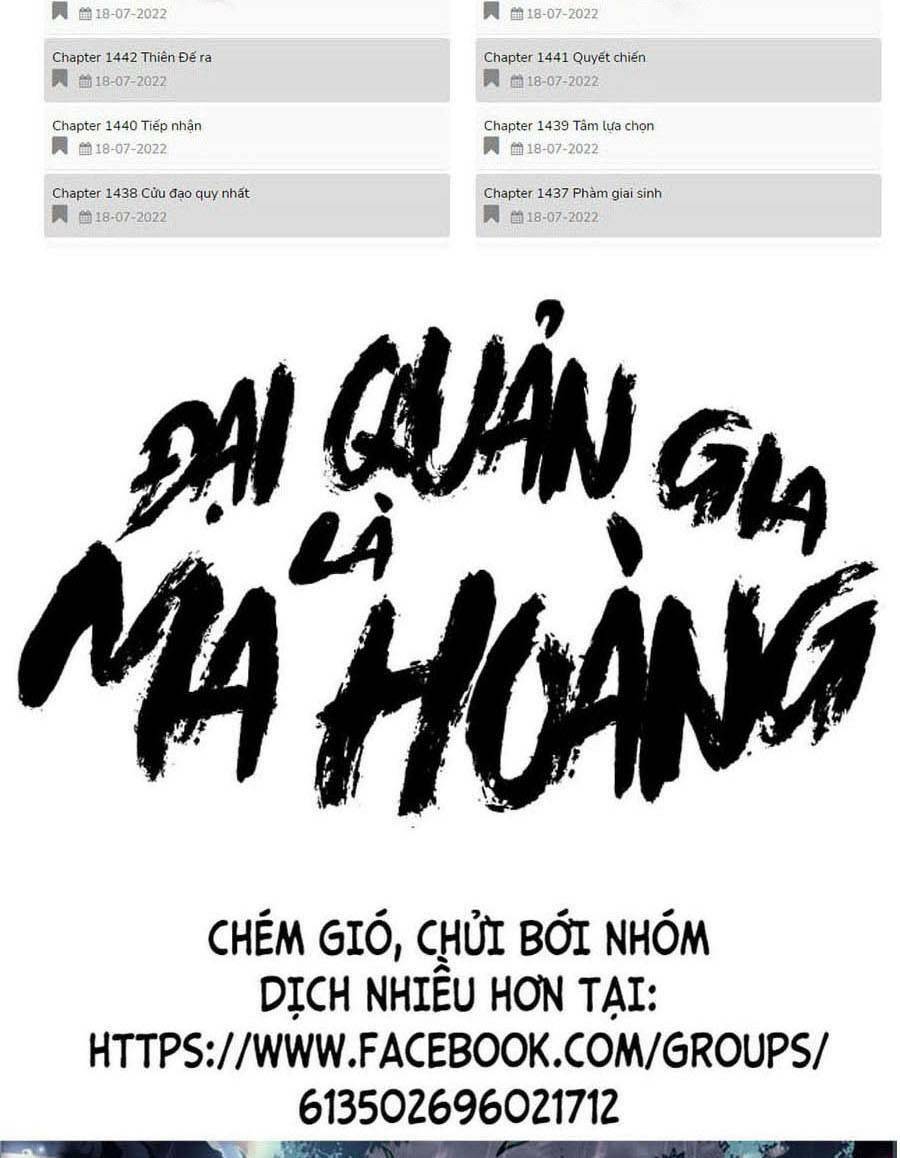 18-07-2022
18-07-2022
Chapter 1442 Thiên Đế ra
18-07-2022
Chapter 1441 Quyết chiến
18-07-2022
Chapter 1440 Tiếp nhận
18-07-2022
Chapter 1439 Tâm lựa chọn
18-07-2022
Chapter 1438 Cửu đạo quy nhất
18-07-2022
Chapter 1437 Phàm giai sinh
18-07-2022
ĐẠI QUẢN GIA
LÀ
MA HOÀNG
CHÉM GIÓ, CHỬI BỚI NHÓM
DỊCH NHIỀU HƠN TẠI:
HTTPS://WWW.FACEBOOK.COM/GROUPS/
613502696021712